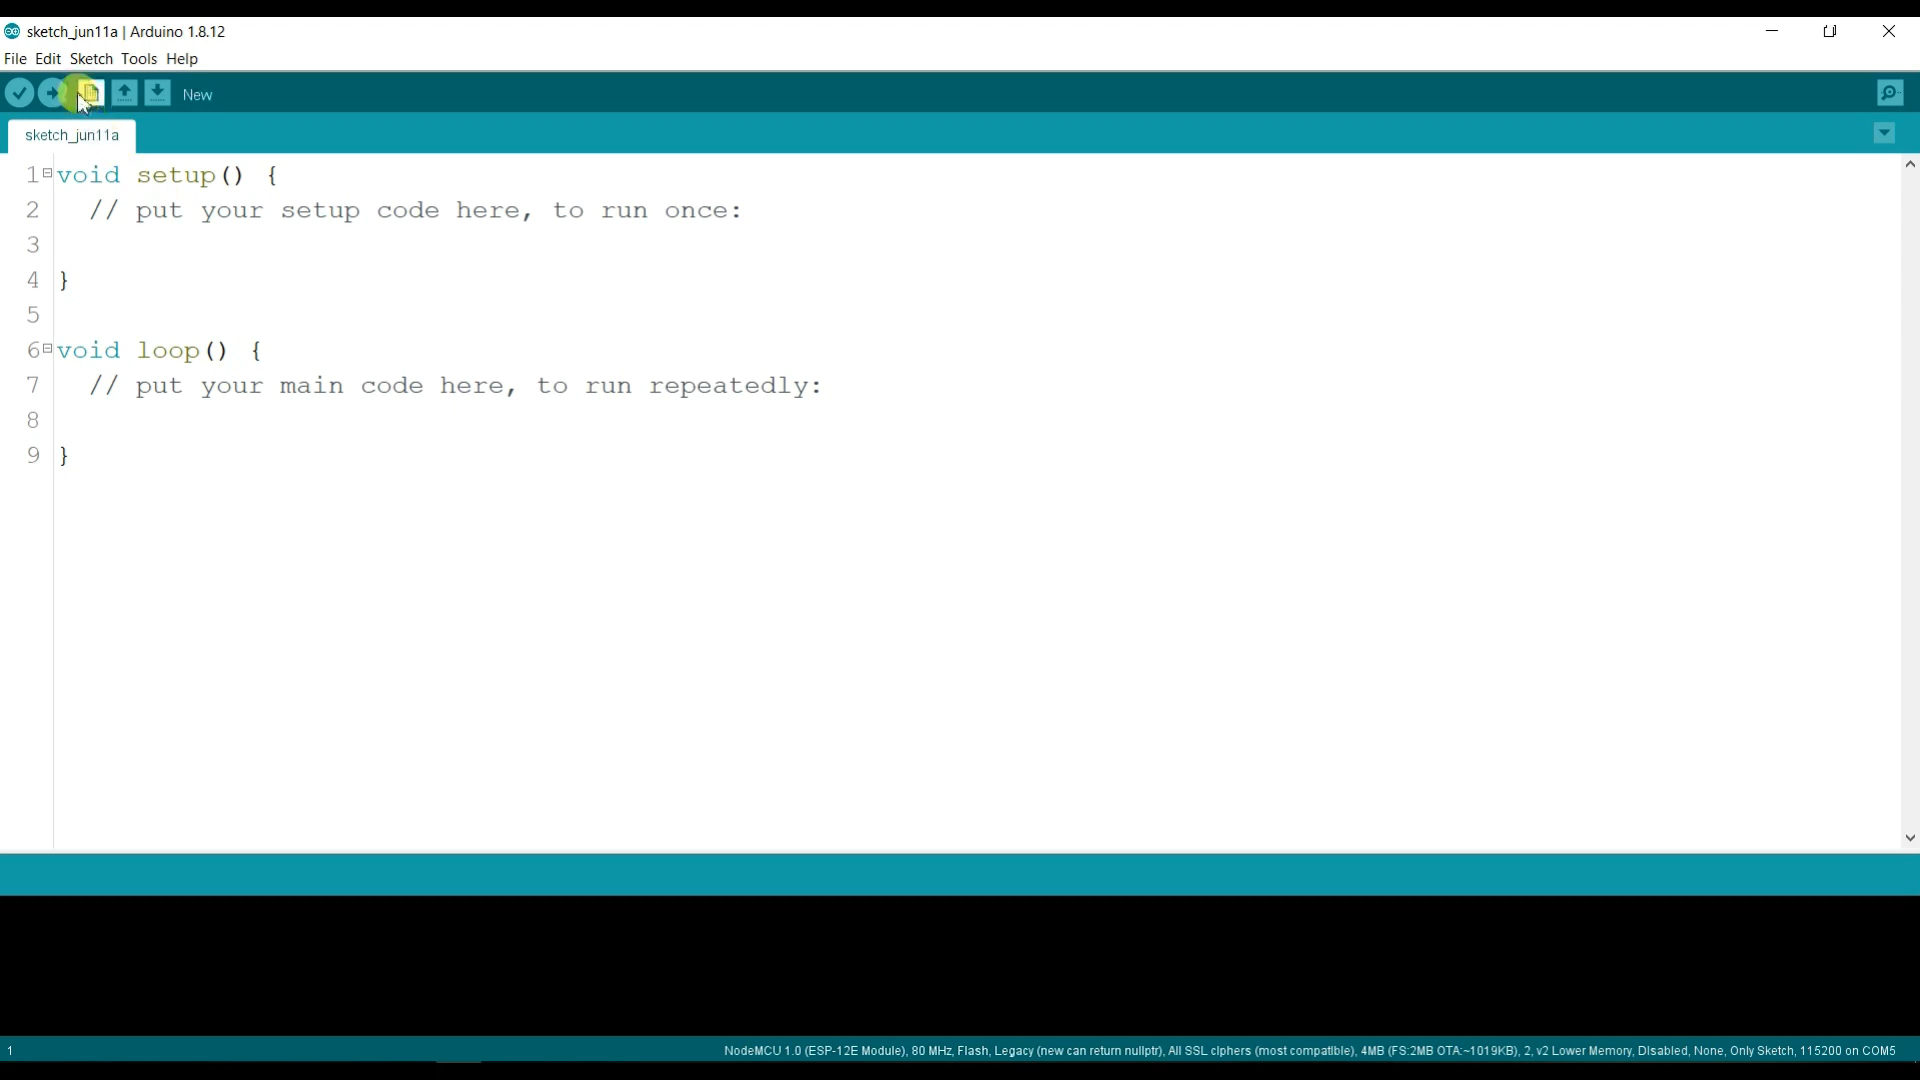 sketch_jun11a | Arduino 1.8.12
File Edit Sketch Tools Help
New
sketch_jun11a
1 void setup() {
2 // put your setup code here, to run once:
3
4 }
5
6 void loop() {
7 // put your main code here, to run repeatedly:
8
9 }
1 NodeMCU 1.0 (ESP-12E Module), 80 MHz, Flash, Legacy (new can return nullptr), All SSL ciphers (most compatible), 4MB (FS:2MB OTA:~1019KB), 2, v2 Lower Memory, Disabled, None, Only Sketch, 115200 on COM5